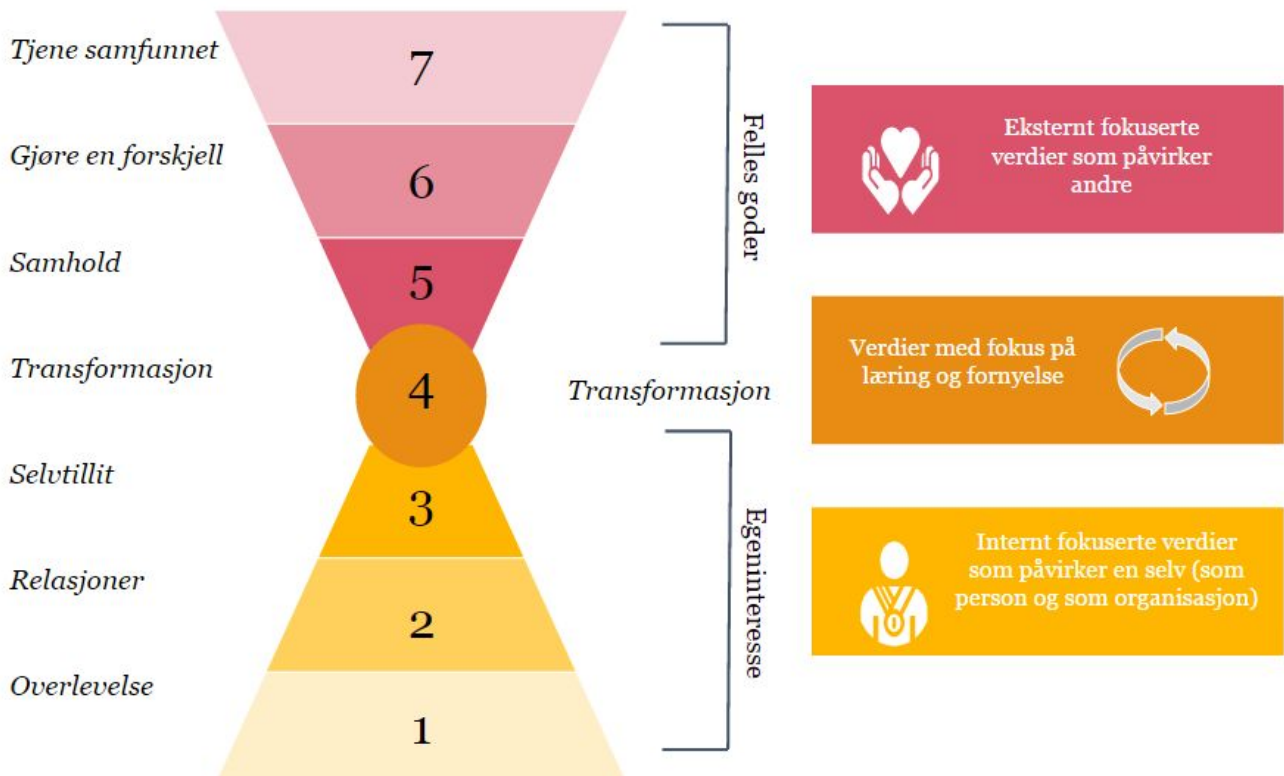 Tjene samfunnet
7
Gjøre en forskjell
6
Samhold
5
Transformasjon
4
Selvtillit
3
Relasjoner
2
Overlevelse
1
Felles goder
Transformasjon
Egeninteresse
Eksternt fokuserte
verdier som påvirker
andre
Verdier med fokus på
læring og fornyelse
Internt fokuserte verdier
som påvirker en selv (som
person og som organisasjon)